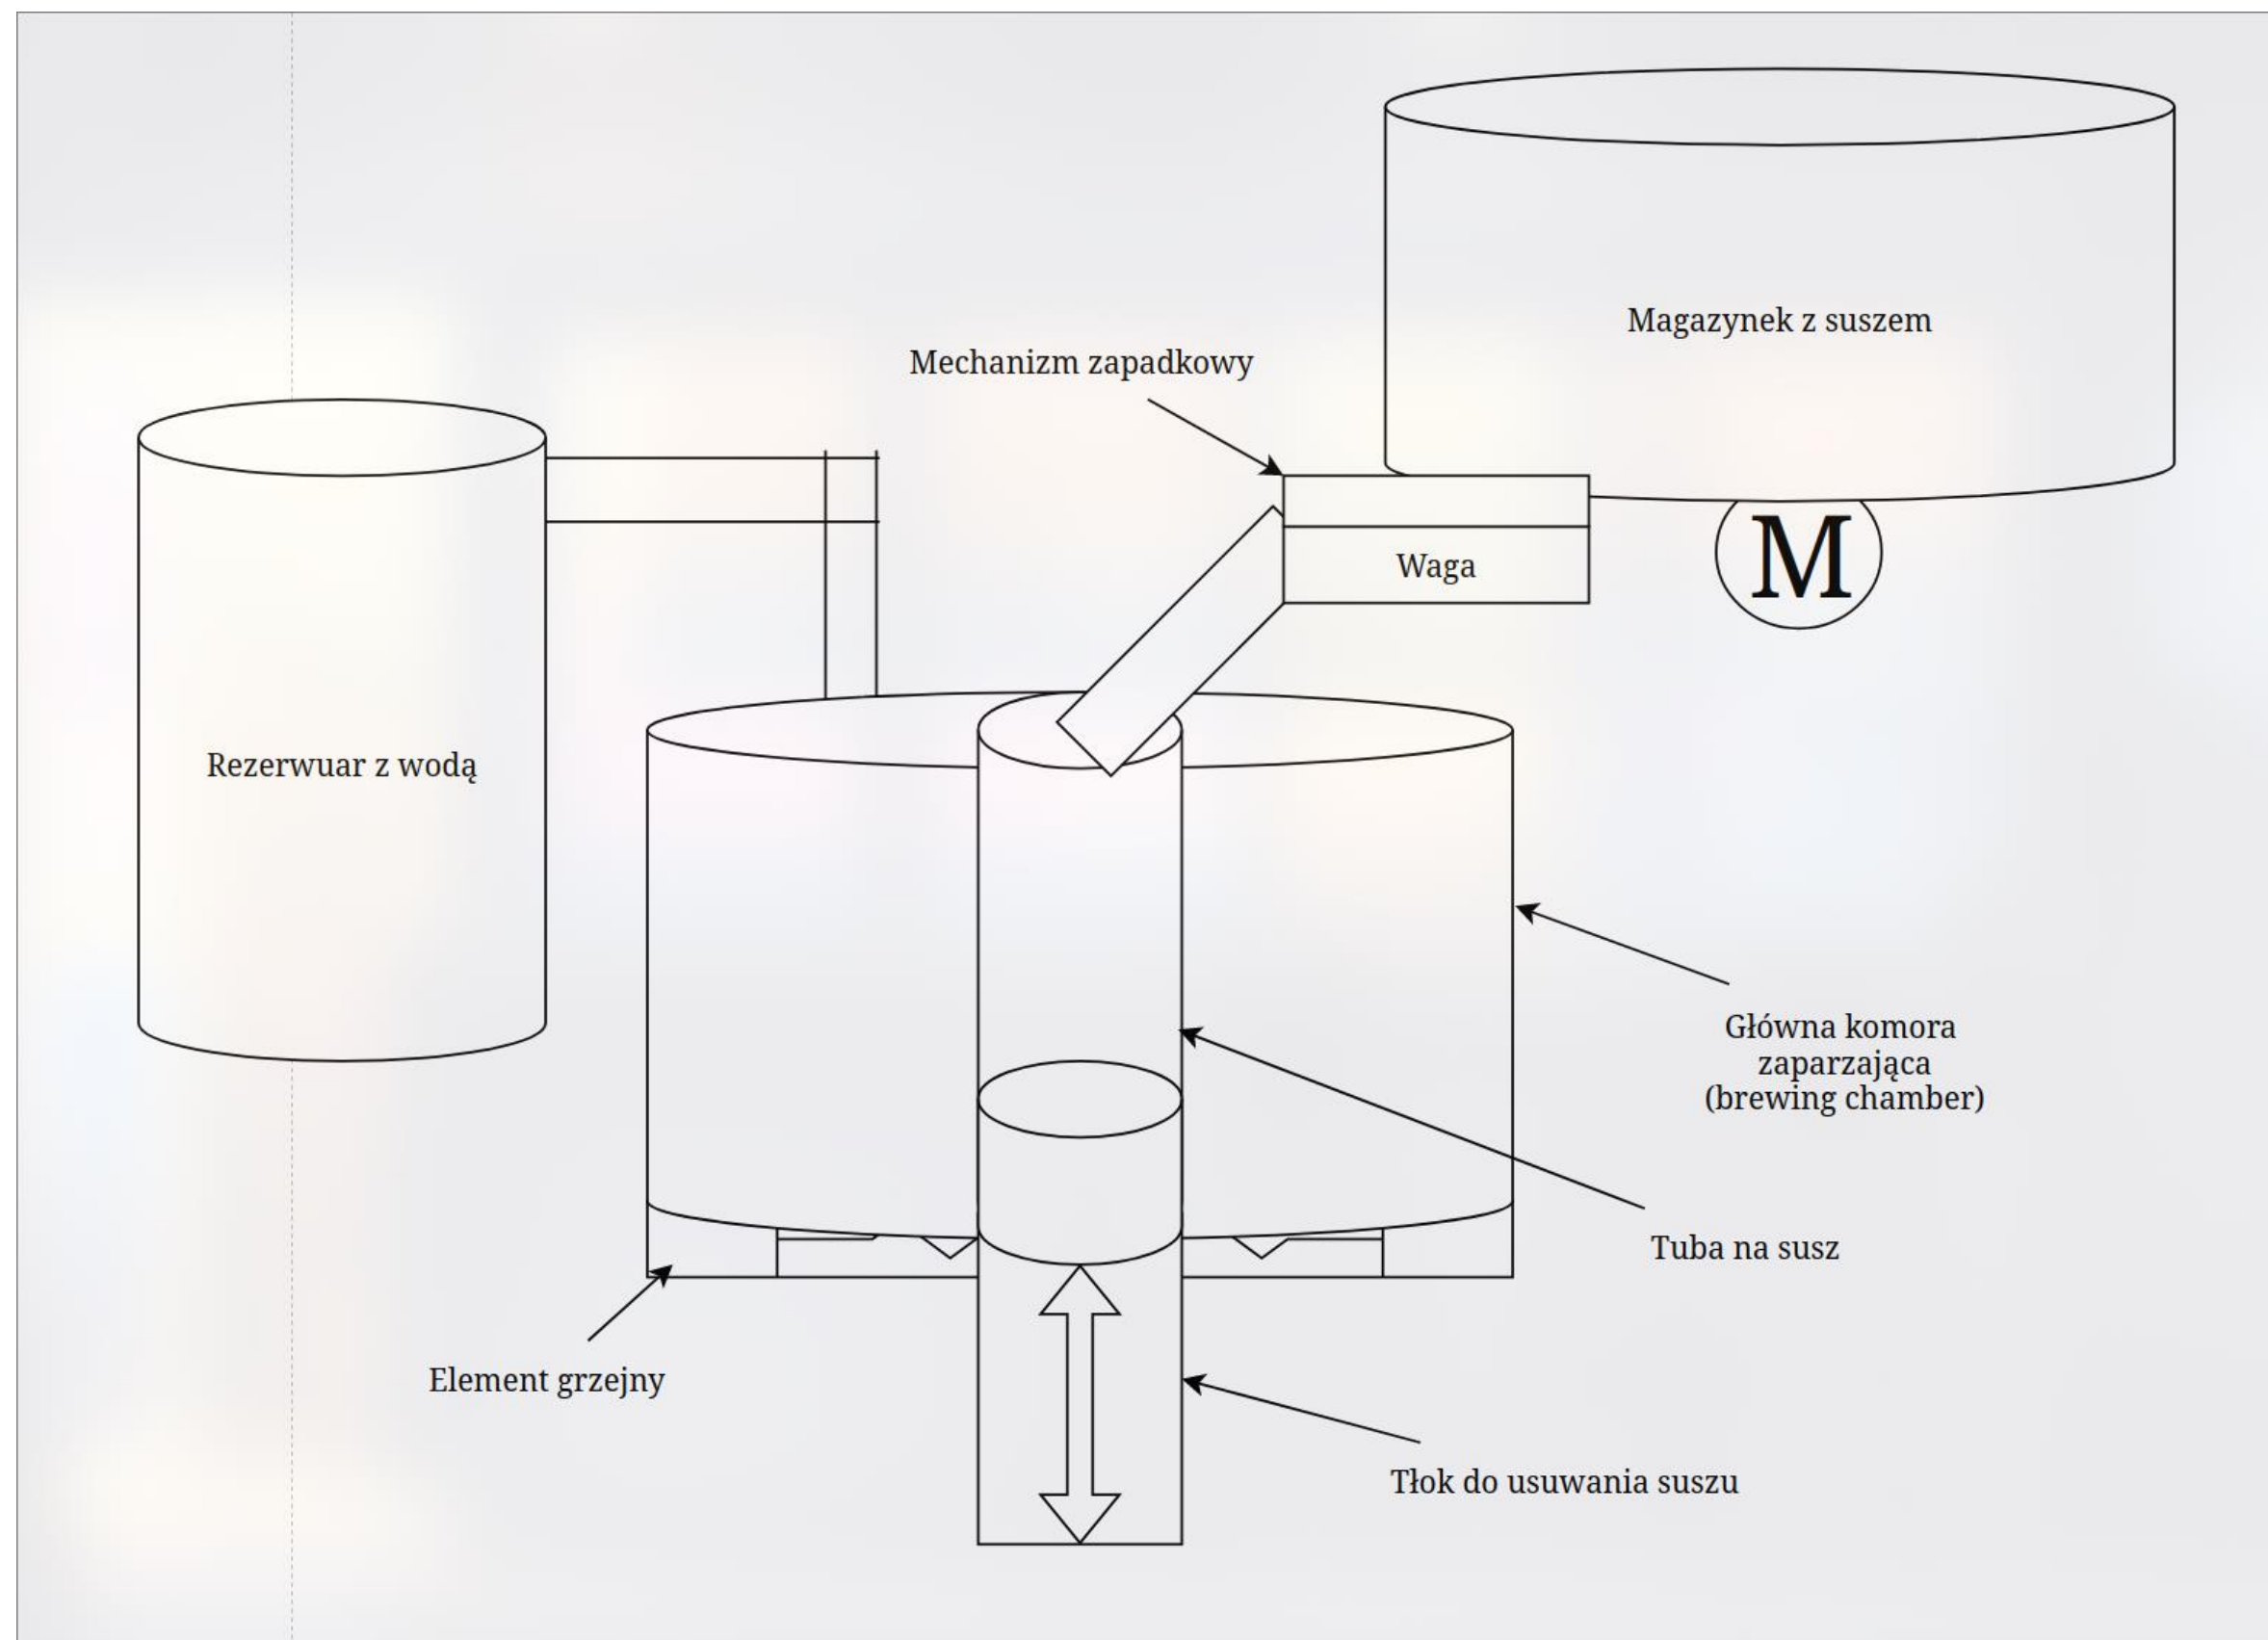 Magazynek z suszem
Mechanizm zapadkowy
Waga
M
Rezerwuar z wodą
Główna komora
zaparzająca
(brewing chamber)
Tuba na susz
Element grzejny
Tłok do usuwania suszu